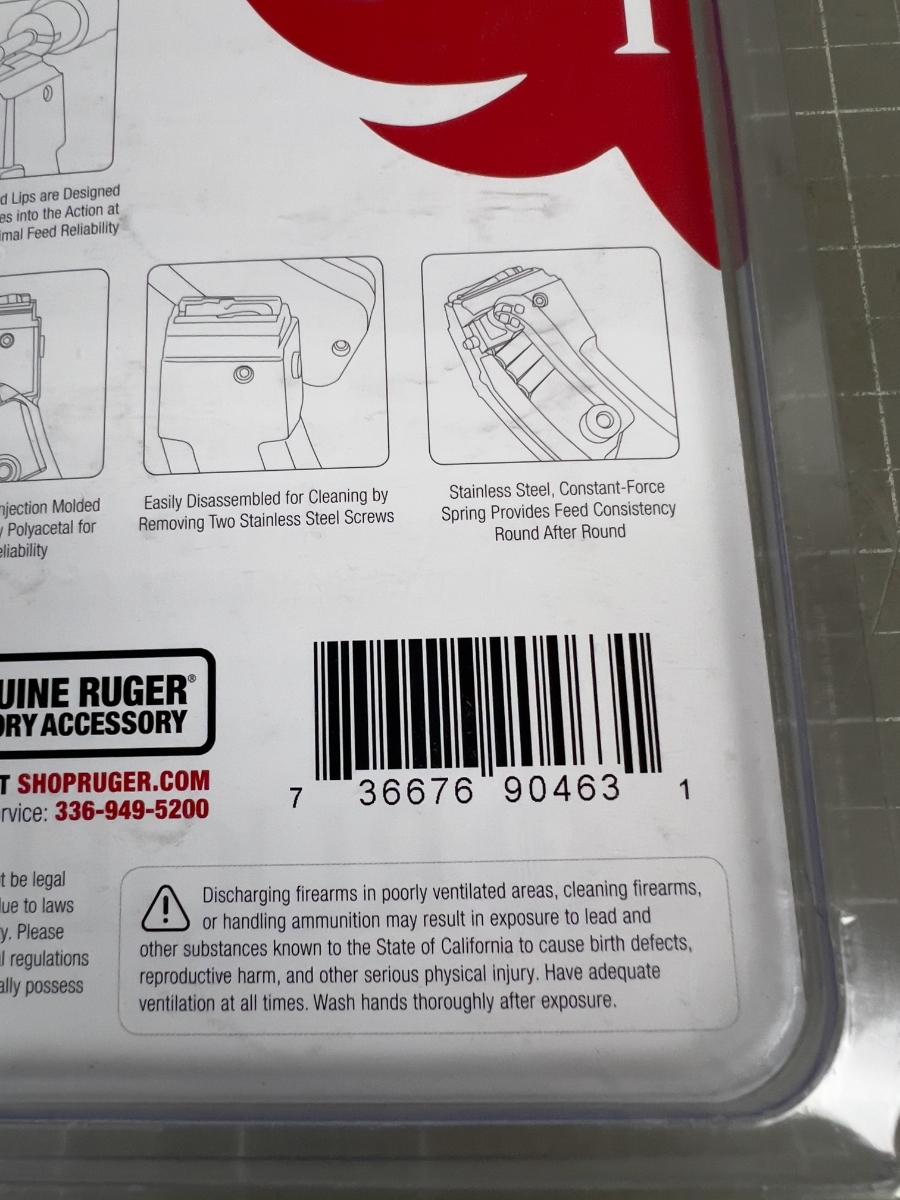 d Lips are Designed
es into the Action at
imal Feed Reliability
njection Molded
y Polyacetal for
eliability
Easily Disassembled for Cleaning by
Removing Two Stainless Steel Screws
Stainless Steel, Constant-Force
Spring Provides Feed Consistency
Round After Round
UINE RUGER®
ORY ACCESSORY
T SHOPRUGER.COM
rvice: 336-949-5200
7 36676 90463 1
t be legal
lue to laws
y. Please
l regulations
ally possess
Discharging firearms in poorly ventilated areas, cleaning firearms,
or handling ammunition may result in exposure to lead and
other substances known to the State of California to cause birth defects,
reproductive harm, and other serious physical injury. Have adequate
ventilation at all times. Wash hands thoroughly after exposure.